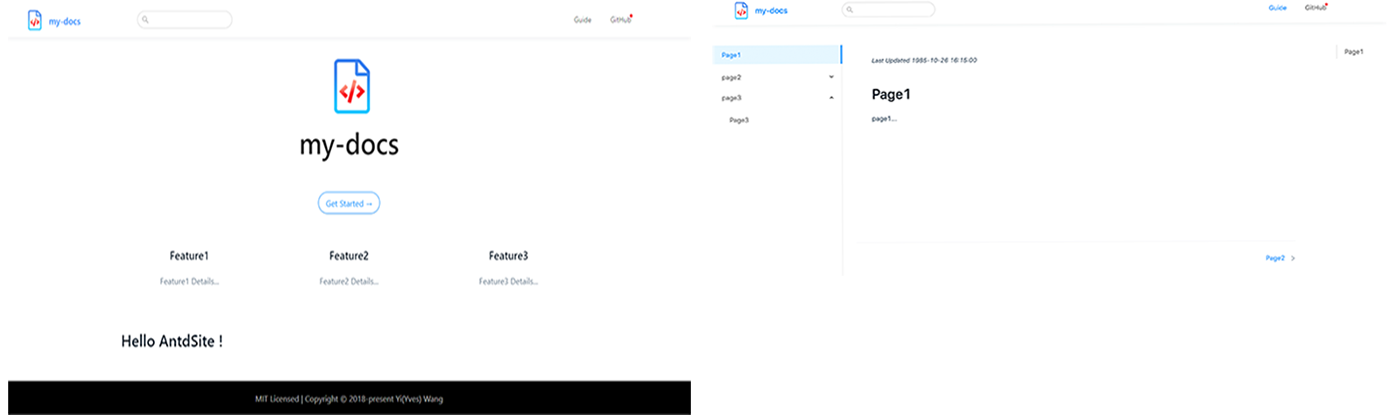 my-docs
Guide GitHub
my-docs
Get Started →
Feature1 Feature2 Feature3
Feature1 Details... Feature2 Details... Feature3 Details...
Hello AntdSite !
MIT Licensed | Copyright © 2018-present Yi(Yves) Wang
my-docs
Guide GitHub
Page1
page2
page3
Page3
Last Updated 1985-10-26 16:15:00
Page1
page1...
Page2 >
Page1